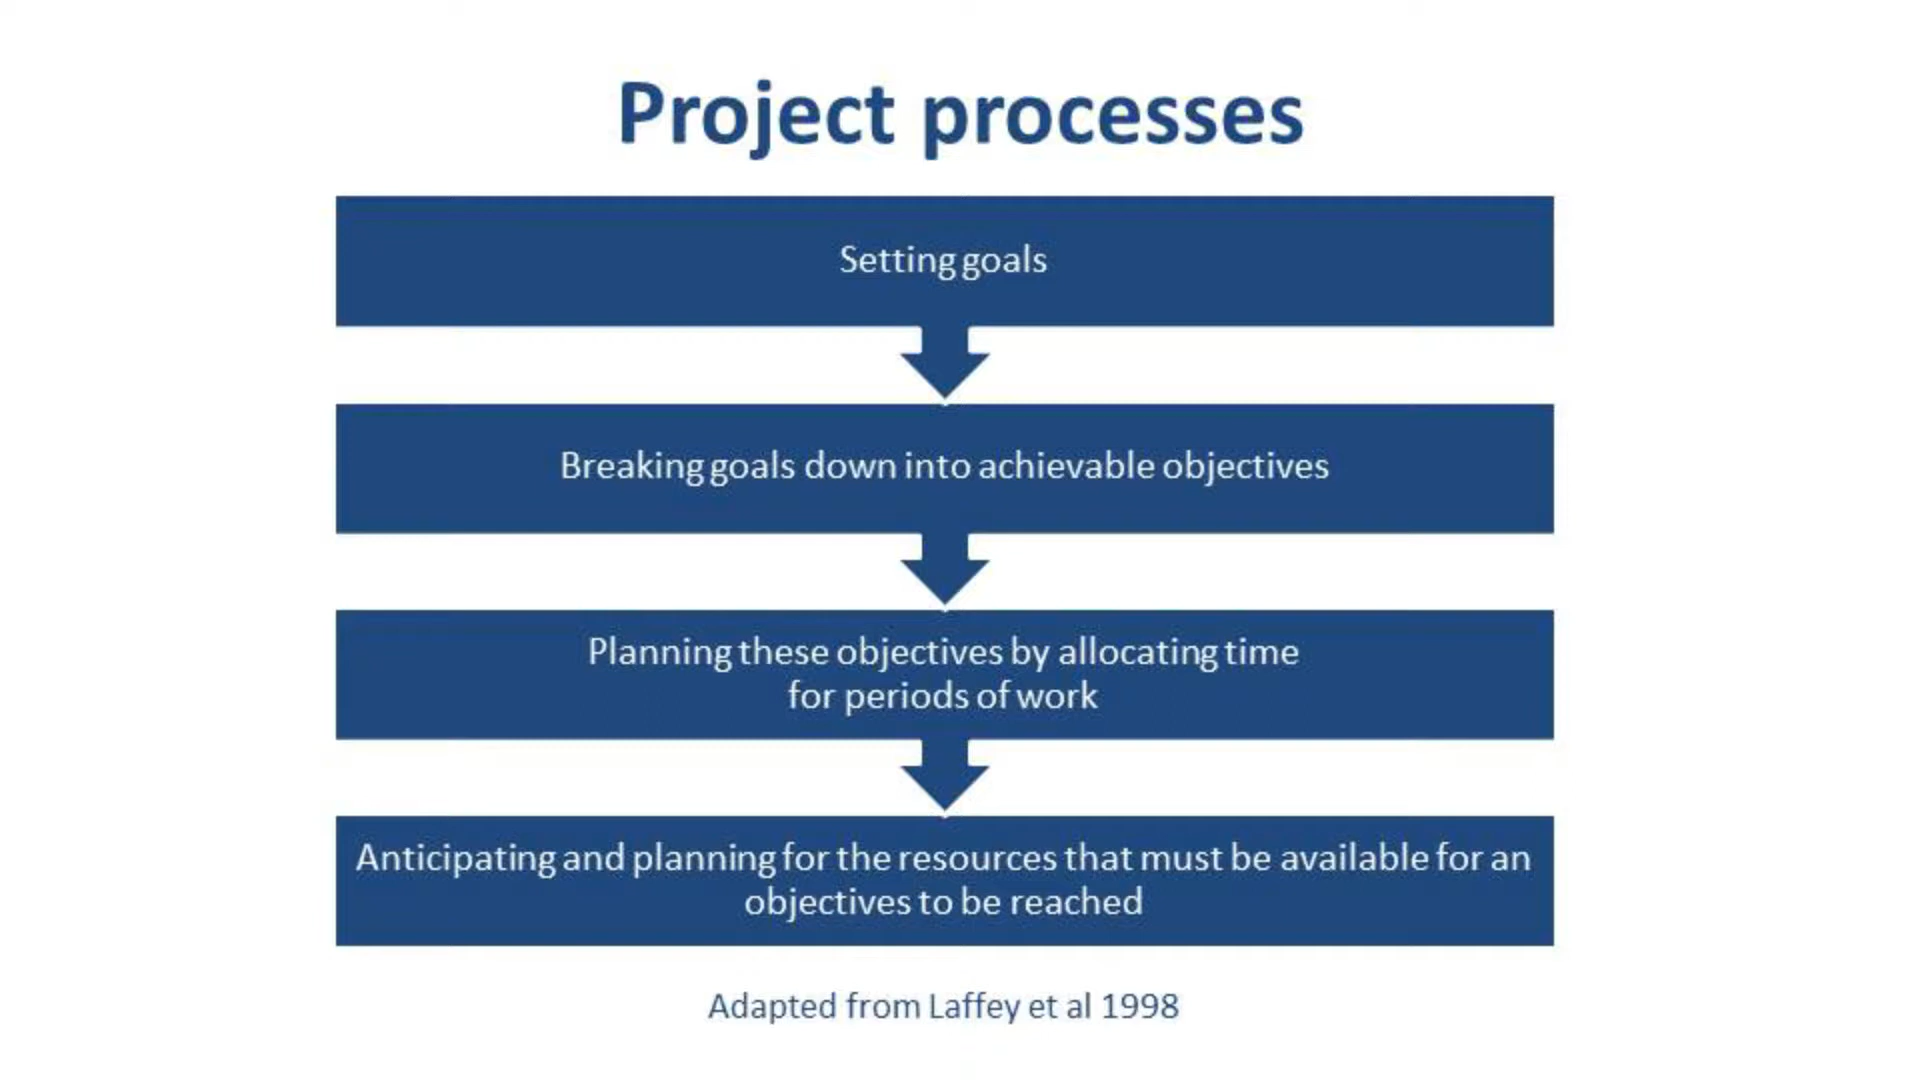 Project processes
Setting goals
Breaking goals down into achievable objectives
Planning these objectives by allocating time
for periods of work
Anticipating and planning for the resources that must be available for an
objectives to be reached
Adapted from Laffey et al 1998